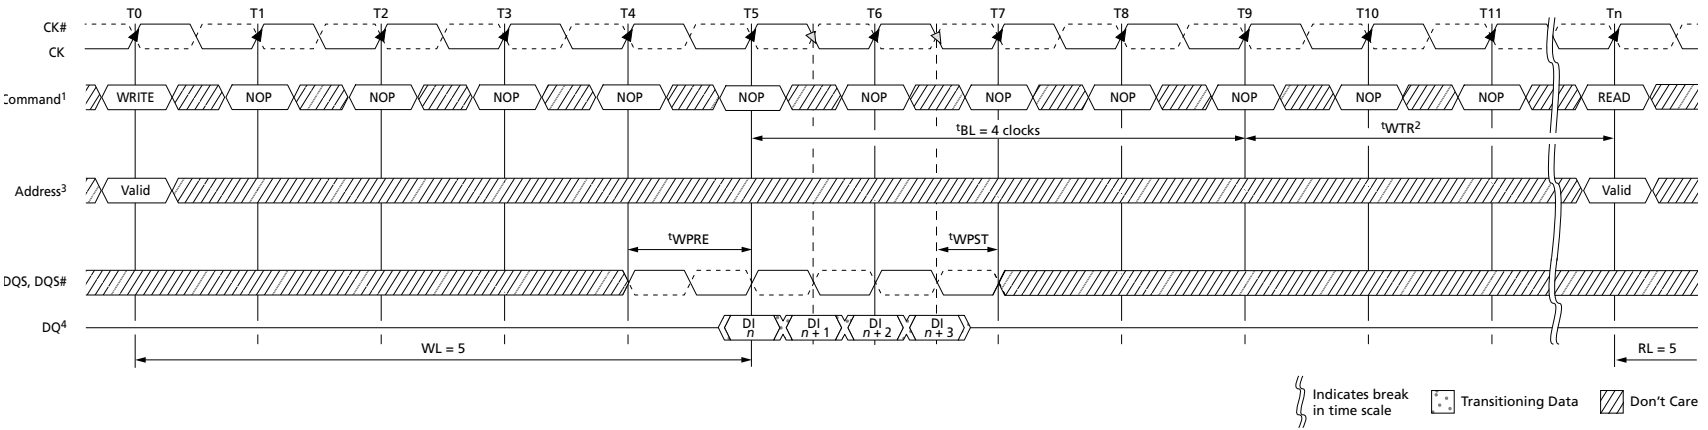 T0 T1 T2 T3 T4 T5 T6 T7 T8 T9 T10 T11 Tn
CK#
CK
Command¹ WRITE NOP NOP NOP NOP NOP NOP NOP NOP NOP NOP NOP READ
ᵗBL = 4 clocks ᵗWTR²
Address³ Valid Valid
ᵗWPRE ᵗWPST
DQS, DQS#
DQ⁴ DI DI DI DI
n n + 1 n + 2 n + 3
WL = 5 RL = 5
Indicates break
in time scale
Transitioning Data Don't Care